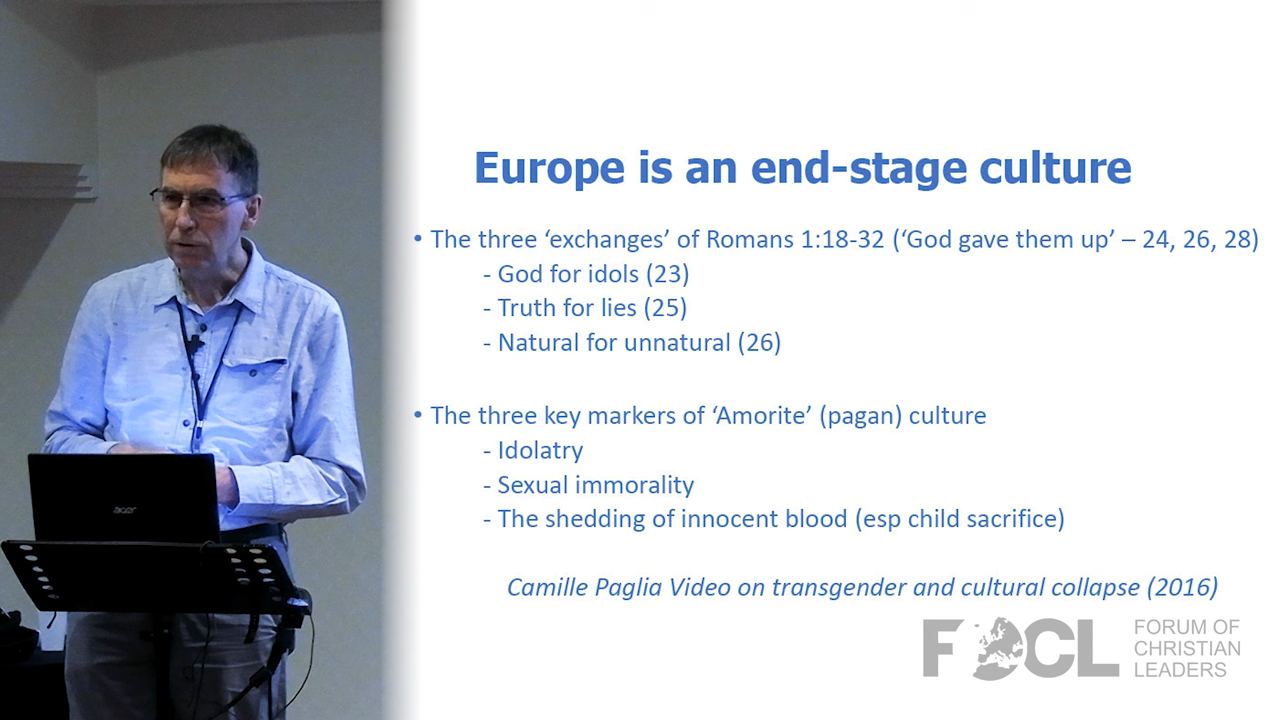 Europe is an end-stage culture
• The three ‘exchanges’ of Romans 1:18-32 (‘God gave them up’ – 24, 26, 28)
- God for idols (23)
- Truth for lies (25)
- Natural for unnatural (26)
• The three key markers of ‘Amorite’ (pagan) culture
- Idolatry
- Sexual immorality
- The shedding of innocent blood (esp child sacrifice)
Camille Paglia Video on transgender and cultural collapse (2016)
FOCL
FORUM OF
CHRISTIAN
LEADERS
acer